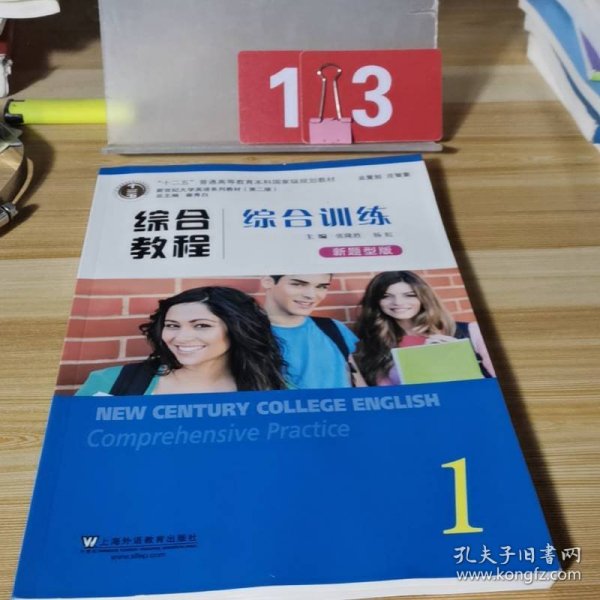 13
"十二五"普通高等教育本科国家级规划教材
新世纪大学英语系列教材(第二版)
总主编 秦秀白
综合
教程
综合训练
主编
新题型版
NEW CENTURY COLLEGE ENGLISH
Comprehensive Practice
1
W 上海外语教育出版社
www.sflep.com
孔夫子旧书网
www.kongfz.com